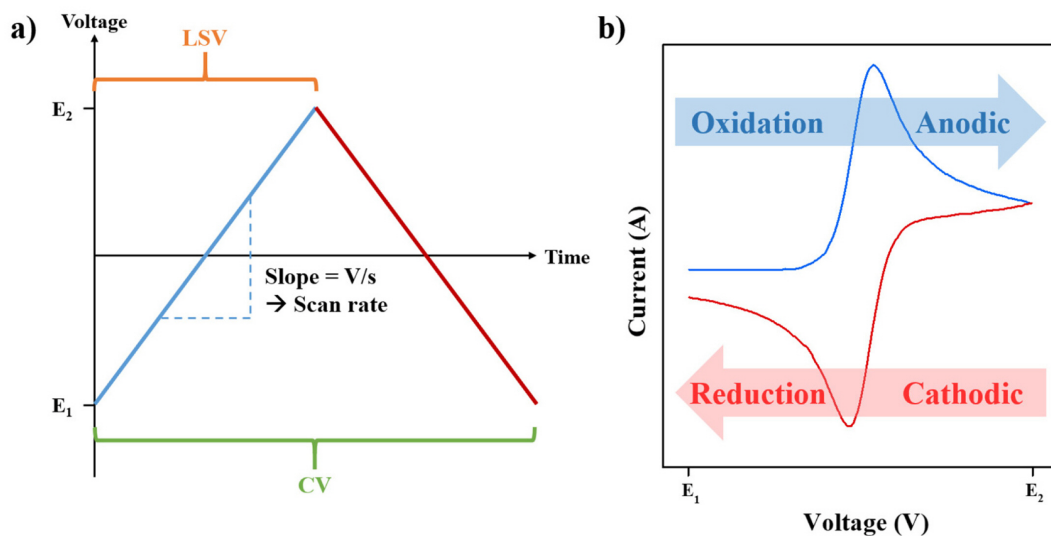 a)
Voltage
LSV
E₂
Time
Slope = V/s
→ Scan rate
E₁
CV
b)
Oxidation Anodic
Current (A)
Reduction Cathodic
E₁ E₂
Voltage (V)